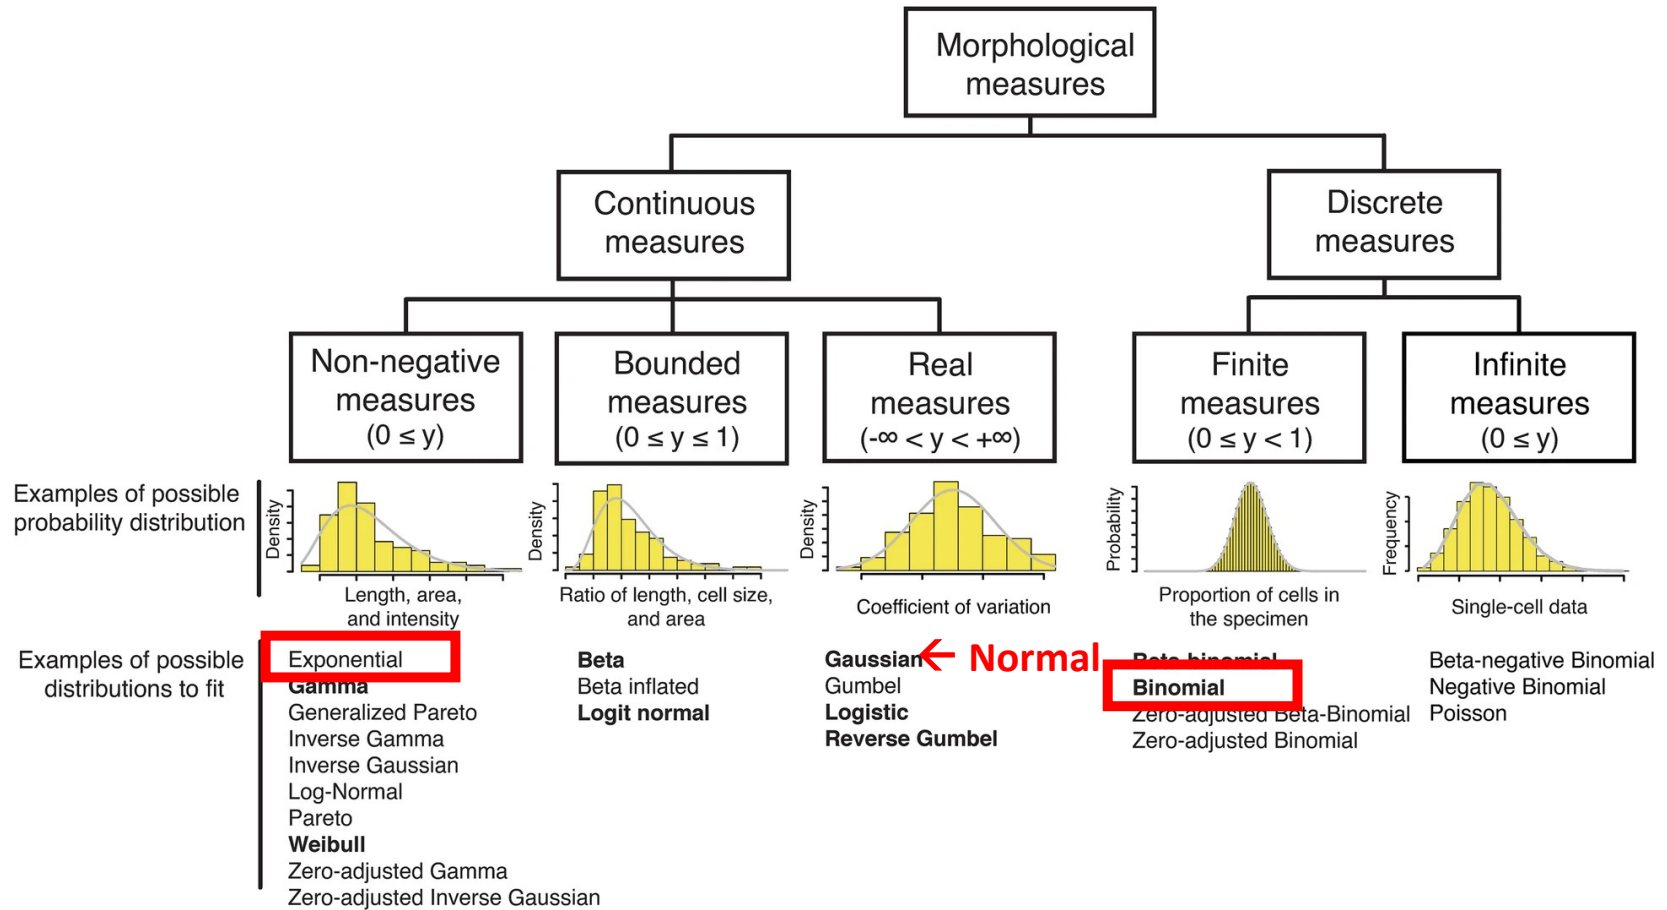 Morphological
measures
Continuous
measures
Discrete
measures
Non-negative
measures
(0 ≤ y)
Bounded
measures
(0 ≤ y ≤ 1)
Real
measures
(-∞ < y < +∞)
Finite
measures
(0 ≤ y < 1)
Infinite
measures
(0 ≤ y)
Examples of possible
probability distribution
Density
Length, area,
and intensity
Density
Ratio of length, cell size,
and area
Density
Coefficient of variation
Probability
Proportion of cells in
the specimen
Frequency
Single-cell data
Examples of possible
distributions to fit
Exponential
Gamma
Generalized Pareto
Inverse Gamma
Inverse Gaussian
Log-Normal
Pareto
Weibull
Zero-adjusted Gamma
Zero-adjusted Inverse Gaussian
Beta
Beta inflated
Logit normal
Gaussian ← Normal
Gumbel
Logistic
Reverse Gumbel
Beta-binomial
Binomial
Zero-adjusted Beta-Binomial
Zero-adjusted Binomial
Beta-negative Binomial
Negative Binomial
Poisson